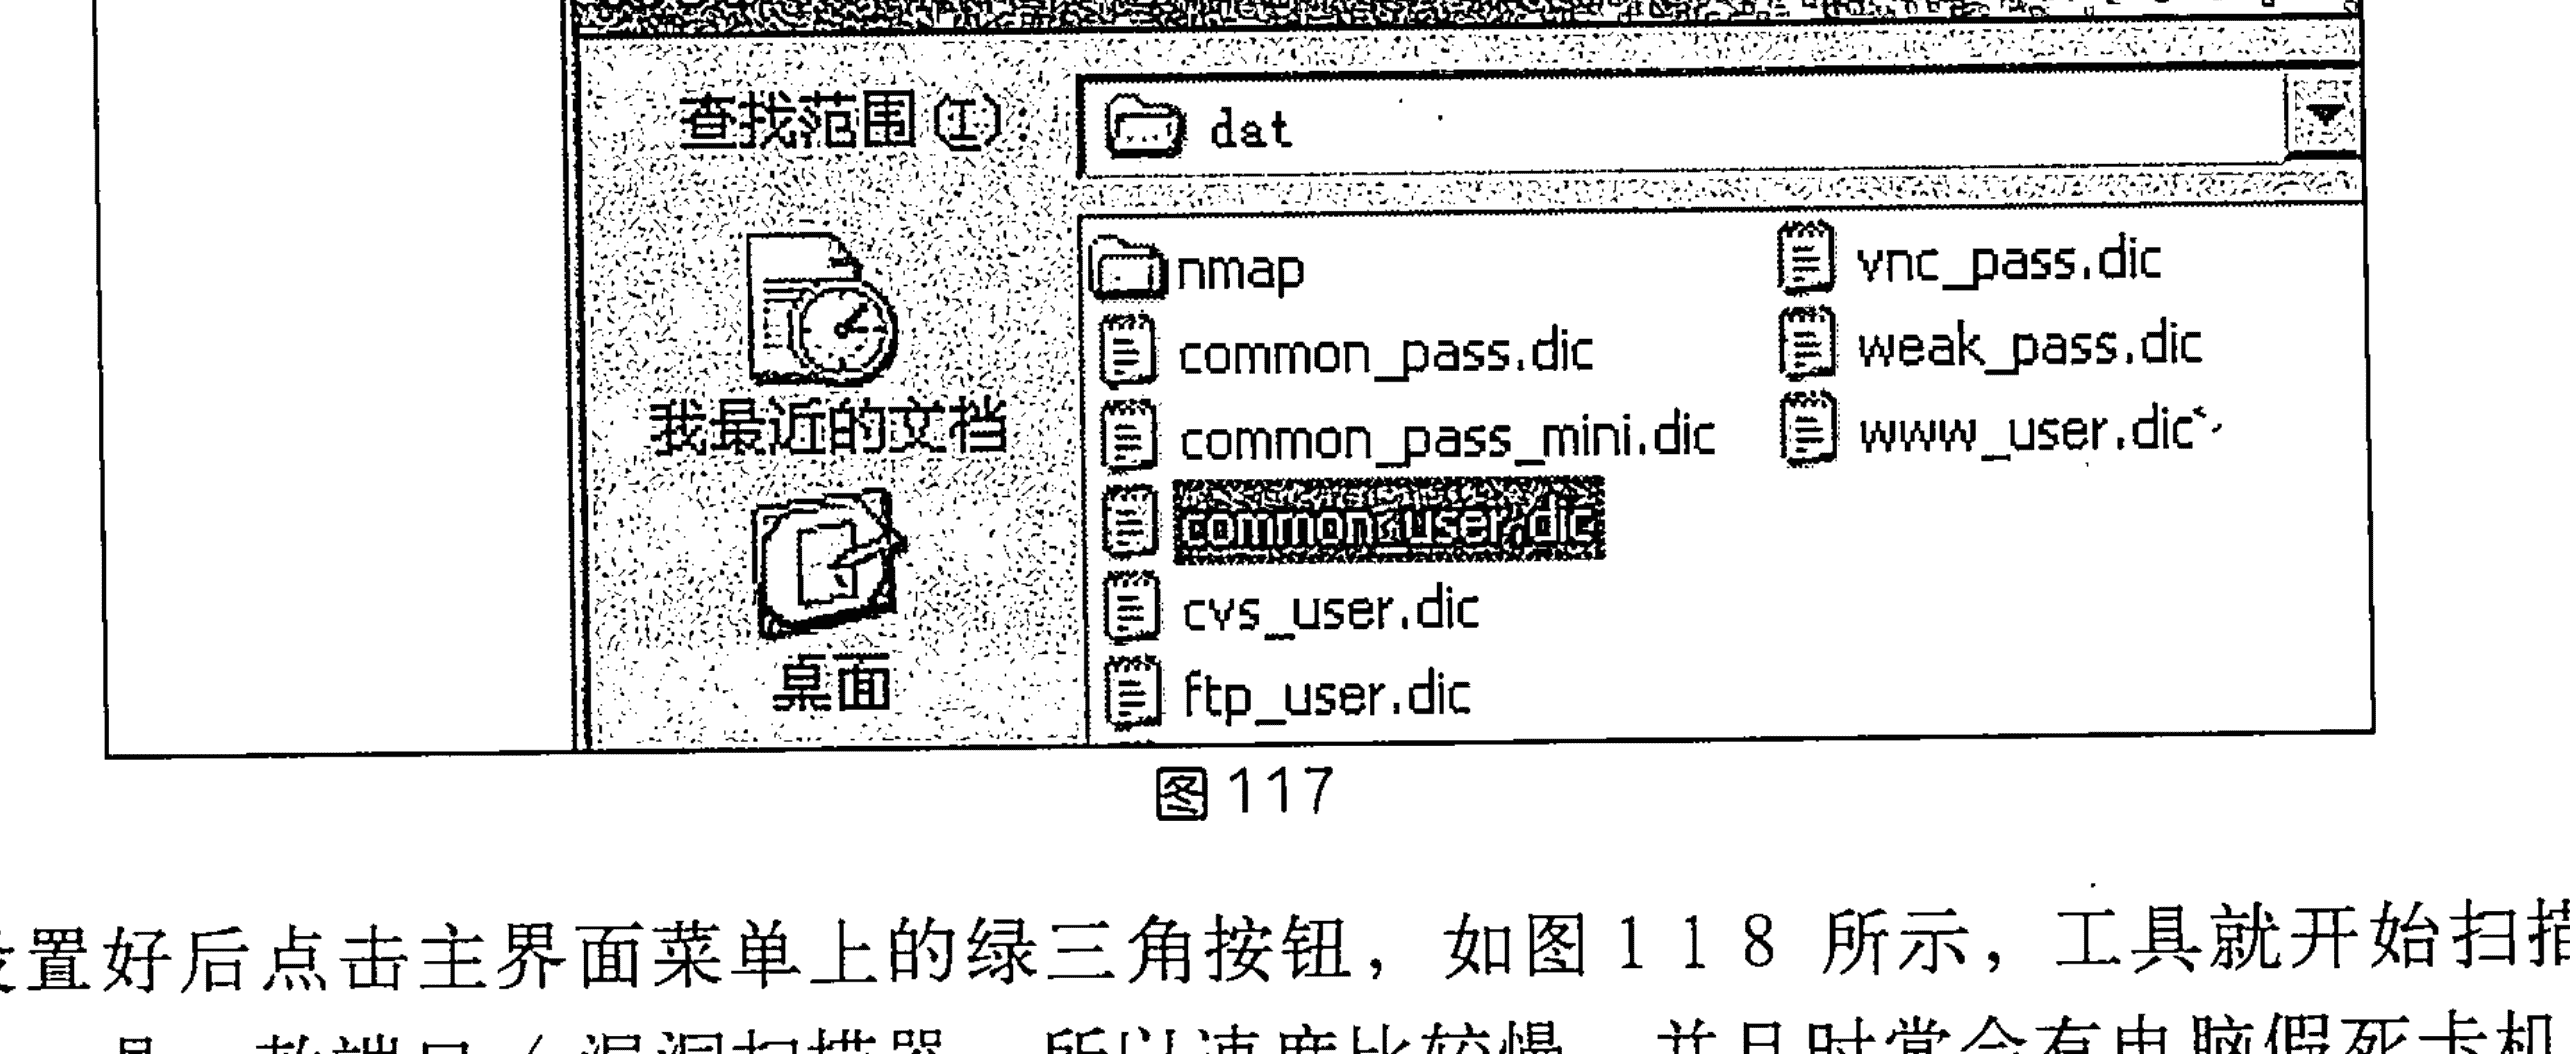 查找范围(I): dat
nmap vnc_pass.dic
common_pass.dic weak_pass.dic
我最近的文档 common_pass_mini.dic www_user.dic
common_user.dic
cvs_user.dic
桌面 ftp_user.dic
图117
置好后点击主界面菜单上的绿三角按钮，如图118 所示，工具就开始扫描